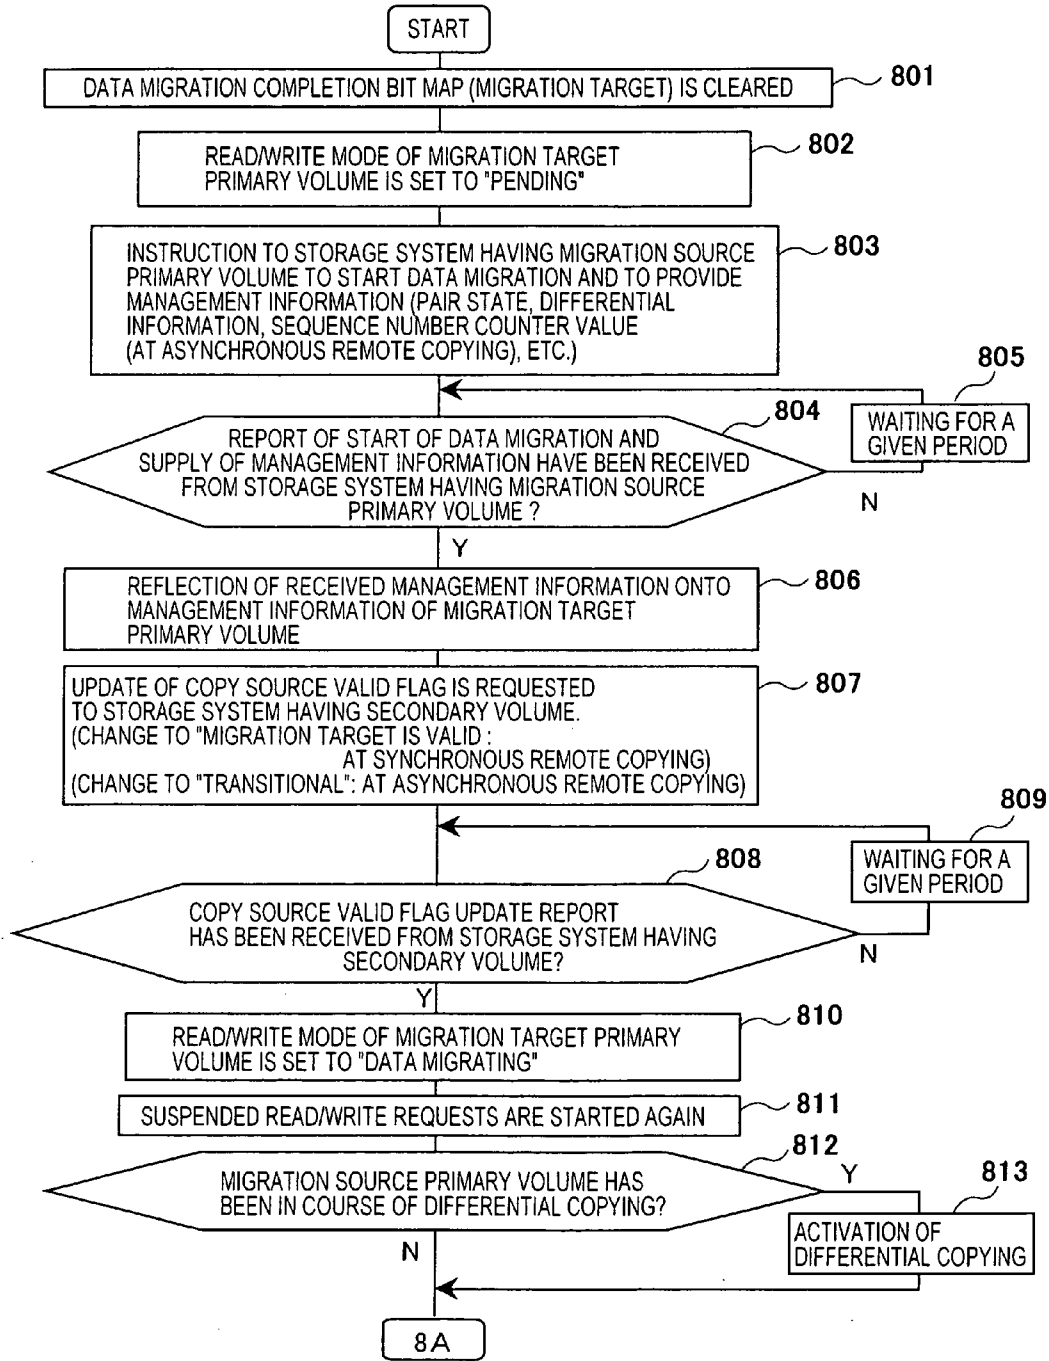 START
801
DATA MIGRATION COMPLETION BIT MAP (MIGRATION TARGET) IS CLEARED
802
READ/WRITE MODE OF MIGRATION TARGET
PRIMARY VOLUME IS SET TO "PENDING"
803
INSTRUCTION TO STORAGE SYSTEM HAVING MIGRATION SOURCE
PRIMARY VOLUME TO START DATA MIGRATION AND TO PROVIDE
MANAGEMENT INFORMATION (PAIR STATE, DIFFERENTIAL
INFORMATION, SEQUENCE NUMBER COUNTER VALUE
(AT ASYNCHRONOUS REMOTE COPYING), ETC.)
805
WAITING FOR A
GIVEN PERIOD
804
REPORT OF START OF DATA MIGRATION AND
SUPPLY OF MANAGEMENT INFORMATION HAVE BEEN RECEIVED
FROM STORAGE SYSTEM HAVING MIGRATION SOURCE
PRIMARY VOLUME ?
N
Y
806
REFLECTION OF RECEIVED MANAGEMENT INFORMATION ONTO
MANAGEMENT INFORMATION OF MIGRATION TARGET
PRIMARY VOLUME
807
UPDATE OF COPY SOURCE VALID FLAG IS REQUESTED
TO STORAGE SYSTEM HAVING SECONDARY VOLUME.
(CHANGE TO "MIGRATION TARGET IS VALID :
AT SYNCHRONOUS REMOTE COPYING)
(CHANGE TO "TRANSITIONAL": AT ASYNCHRONOUS REMOTE COPYING)
809
WAITING FOR A
GIVEN PERIOD
808
COPY SOURCE VALID FLAG UPDATE REPORT
HAS BEEN RECEIVED FROM STORAGE SYSTEM HAVING
SECONDARY VOLUME?
N
Y
810
READ/WRITE MODE OF MIGRATION TARGET PRIMARY
VOLUME IS SET TO "DATA MIGRATING"
811
SUSPENDED READ/WRITE REQUESTS ARE STARTED AGAIN
812
MIGRATION SOURCE PRIMARY VOLUME HAS
BEEN IN COURSE OF DIFFERENTIAL COPYING?
Y
813
ACTIVATION OF
DIFFERENTIAL COPYING
N
8A